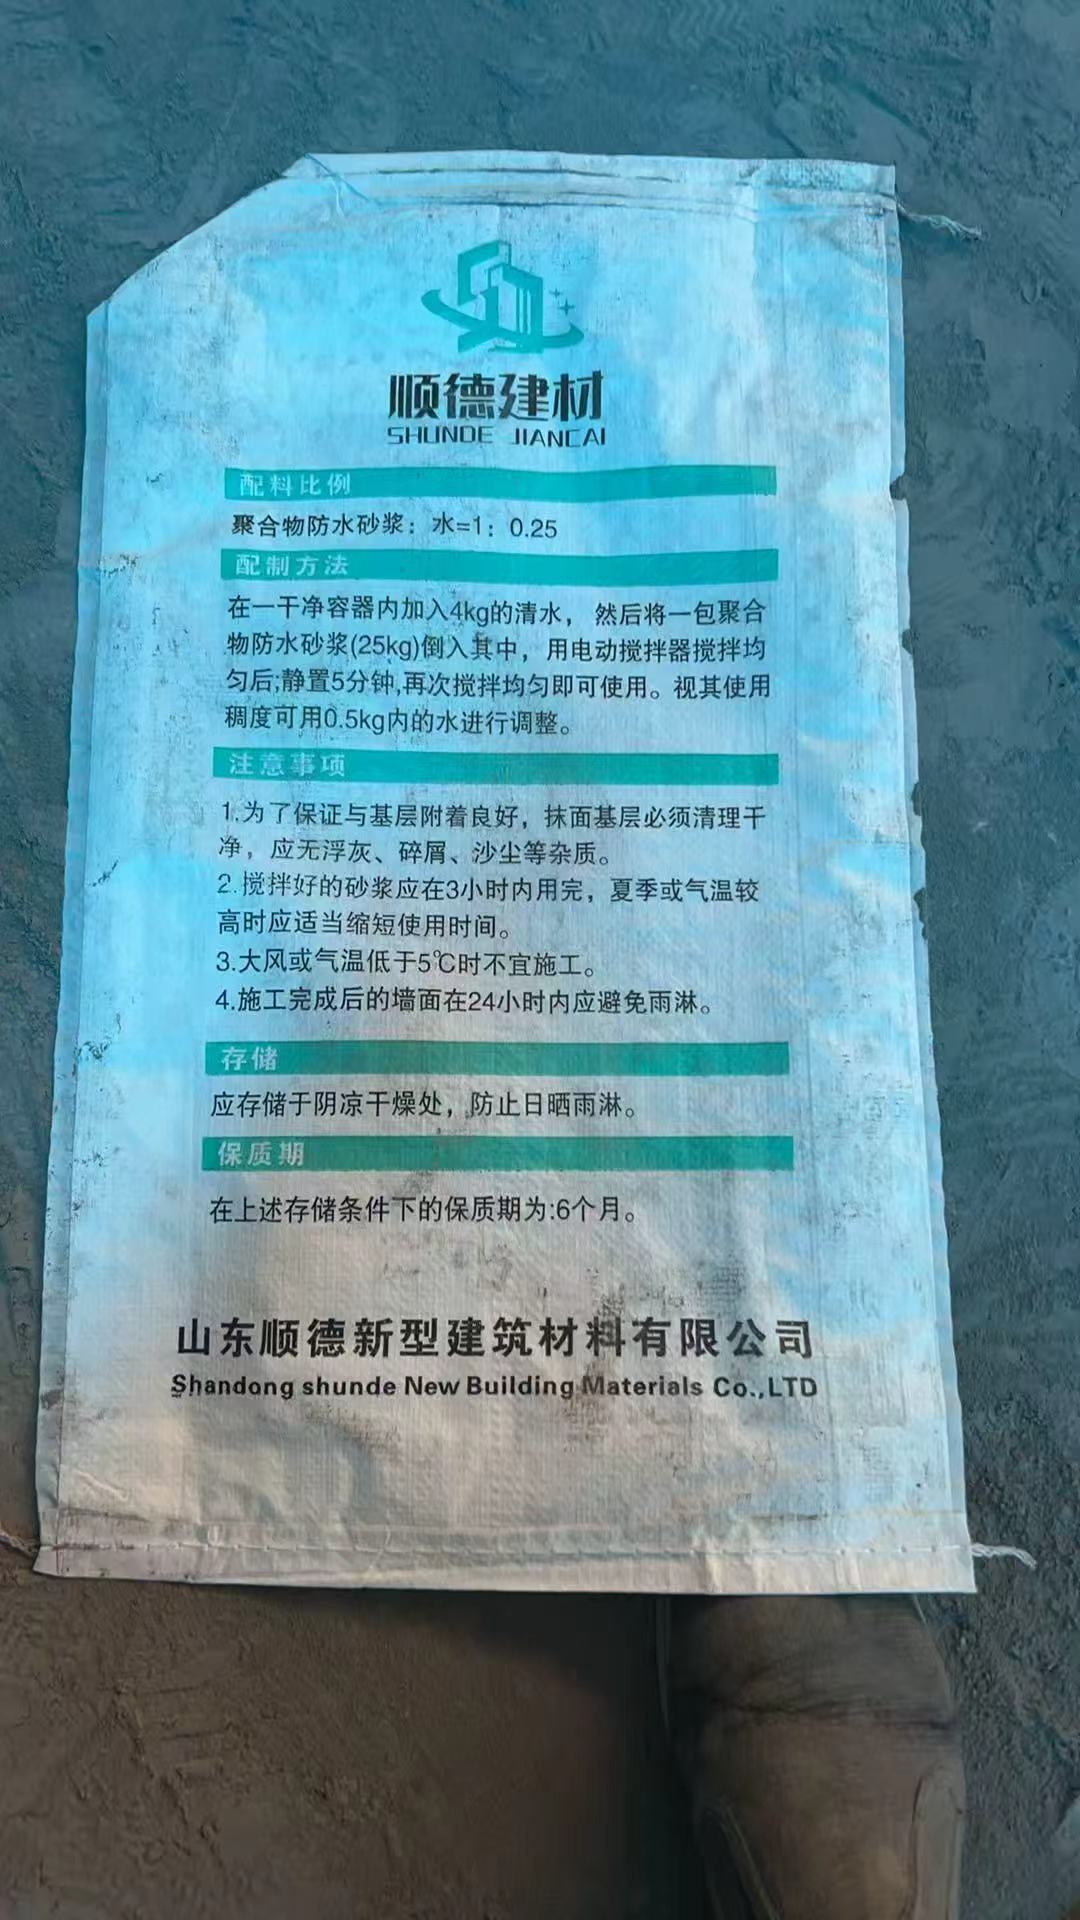 顺德建材
SHUNDE JIANCAI
配料比例
聚合物防水砂浆：水=1：0.25
配制方法
在一干净容器内加入4kg的清水，然后将一包聚合
物防水砂浆(25kg)倒入其中，用电动搅拌器搅拌均
匀后;静置5分钟,再次搅拌均匀即可使用。视其使用
稠度可用0.5kg内的水进行调整。
注意事项
1.为了保证与基层附着良好，抹面基层必须清理干
净，应无浮灰、碎屑、沙尘等杂质。
2.搅拌好的砂浆应在3小时内用完，夏季或气温较
高时应适当缩短使用时间。
3.大风或气温低于5℃时不宜施工。
4.施工完成后的墙面在24小时内应避免雨淋。
存储
应存储于阴凉干燥处，防止日晒雨淋。
保质期
在上述存储条件下的保质期为:6个月。
山东顺德新型建筑材料有限公司
Shandong shunde New Building Materials Co.,LTD